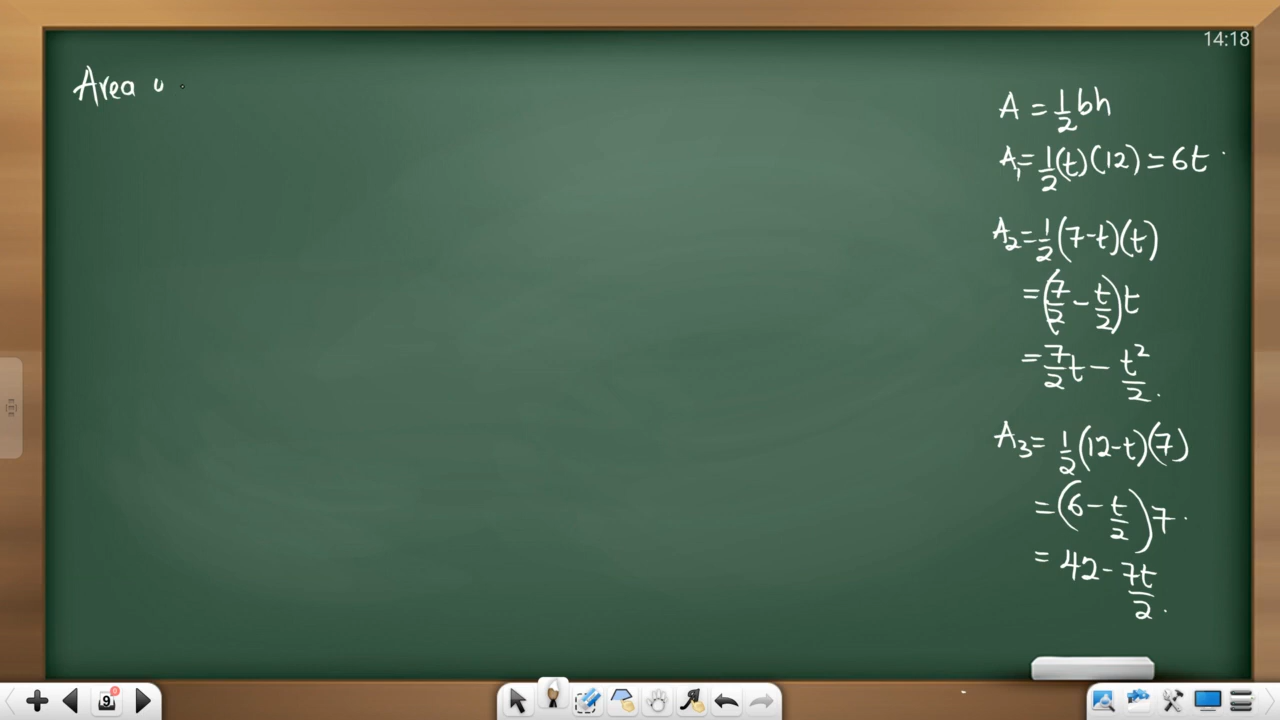 14:18
Area
A = 1/2 bh
A₁ = 1/2 (t)(12) = 6t
A₂ = 1/2 (7-t)(t)
= (7/2 - t/2)t
= 7/2 t - t²/2.
A₃ = 1/2 (12-t)(7)
= (6 - t/2)7.
= 42 - 7t/2.
9